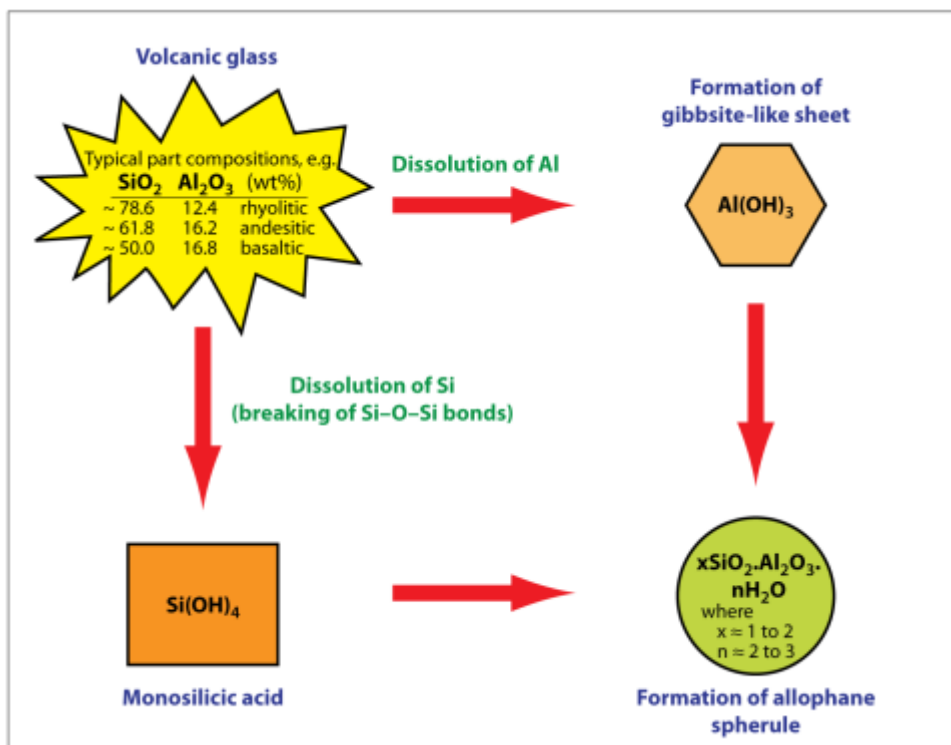 Volcanic glass
Typical part compositions, e.g.
SiO₂ Al₂O₃ (wt%)
~ 78.6 12.4 rhyolitic
~ 61.8 16.2 andesitic
~ 50.0 16.8 basaltic
Dissolution of Al
Formation of
gibbsite-like sheet
Al(OH)₃
Dissolution of Si
(breaking of Si–O–Si bonds)
Si(OH)₄
Monosilicic acid
xSiO₂.Al₂O₃.
nH₂O
where
x ≈ 1 to 2
n ≈ 2 to 3
Formation of allophane
spherule